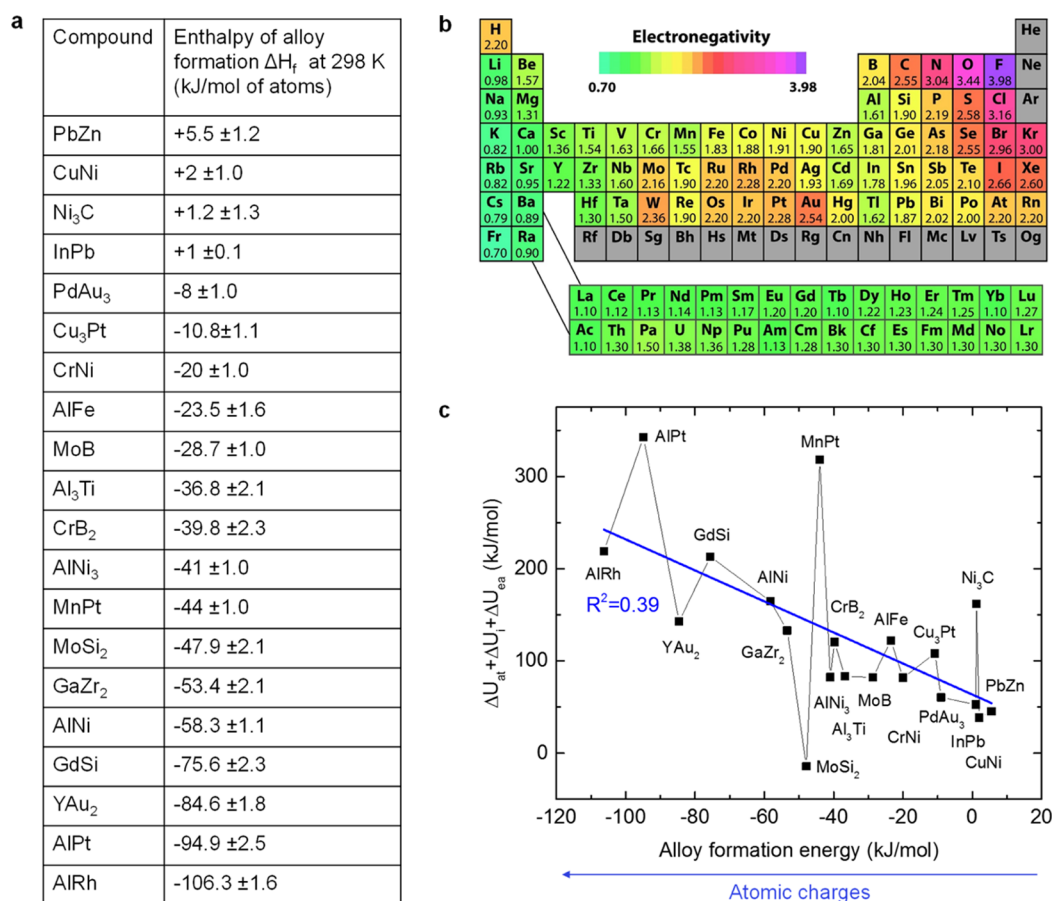 a
Compound
Enthalpy of alloy
formation ΔHf at 298 K
(kJ/mol of atoms)
PbZn +5.5 ±1.2
CuNi +2 ±1.0
Ni3C +1.2 ±1.3
InPb +1 ±0.1
PdAu3 -8 ±1.0
Cu3Pt -10.8±1.1
CrNi -20 ±1.0
AlFe -23.5 ±1.6
MoB -28.7 ±1.0
Al3Ti -36.8 ±2.1
CrB2 -39.8 ±2.3
AlNi3 -41 ±1.0
MnPt -44 ±1.0
MoSi2 -47.9 ±2.1
GaZr2 -53.4 ±2.1
AlNi -58.3 ±1.1
GdSi -75.6 ±2.3
YAu2 -84.6 ±1.8
AlPt -94.9 ±2.5
AlRh -106.3 ±1.6
b
Electronegativity
0.70 3.98
H He
2.20
Li Be B C N O F Ne
0.98 1.57 2.04 2.55 3.04 3.44 3.98
Na Mg Al Si P S Cl Ar
0.93 1.31 1.61 1.90 2.19 2.58 3.16
K Ca Sc Ti V Cr Mn Fe Co Ni Cu Zn Ga Ge As Se Br Kr
0.82 1.00 1.36 1.54 1.63 1.66 1.55 1.83 1.88 1.91 1.90 1.65 1.81 2.01 2.18 2.55 2.96 3.00
Rb Sr Y Zr Nb Mo Tc Ru Rh Pd Ag Cd In Sn Sb Te I Xe
0.82 0.95 1.22 1.33 1.60 2.16 1.90 2.20 2.28 2.20 1.93 1.69 1.78 1.96 2.05 2.10 2.66 2.60
Cs Ba Hf Ta W Re Os Ir Pt Au Hg Tl Pb Bi Po At Rn
0.79 0.89 1.30 1.50 2.36 1.90 2.20 2.20 2.28 2.54 2.00 1.62 1.87 2.02 2.00 2.20 2.20
Fr Ra Rf Db Sg Bh Hs Mt Ds Rg Cn Nh Fl Mc Lv Ts Og
0.70 0.90
La Ce Pr Nd Pm Sm Eu Gd Tb Dy Ho Er Tm Yb Lu
1.10 1.12 1.13 1.14 1.13 1.17 1.20 1.20 1.10 1.22 1.23 1.24 1.25 1.10 1.27
Ac Th Pa U Np Pu Am Cm Bk Cf Es Fm Md No Lr
1.10 1.30 1.50 1.38 1.36 1.28 1.13 1.28 1.30 1.30 1.30 1.30 1.30 1.30 1.30
c
ΔUat+ΔUi+ΔUea (kJ/mol)
300
200
100
0
AlPt
MnPt
GdSi
AlRh
R²=0.39
AlNi
CrB2
Ni3C
YAu2
GaZr2
AlFe
Cu3Pt
AlNi3
MoB
PdAu3
PbZn
Al3Ti
CrNi
InPb
CuNi
MoSi2
-120 -100 -80 -60 -40 -20 0 20
Alloy formation energy (kJ/mol)
Atomic charges